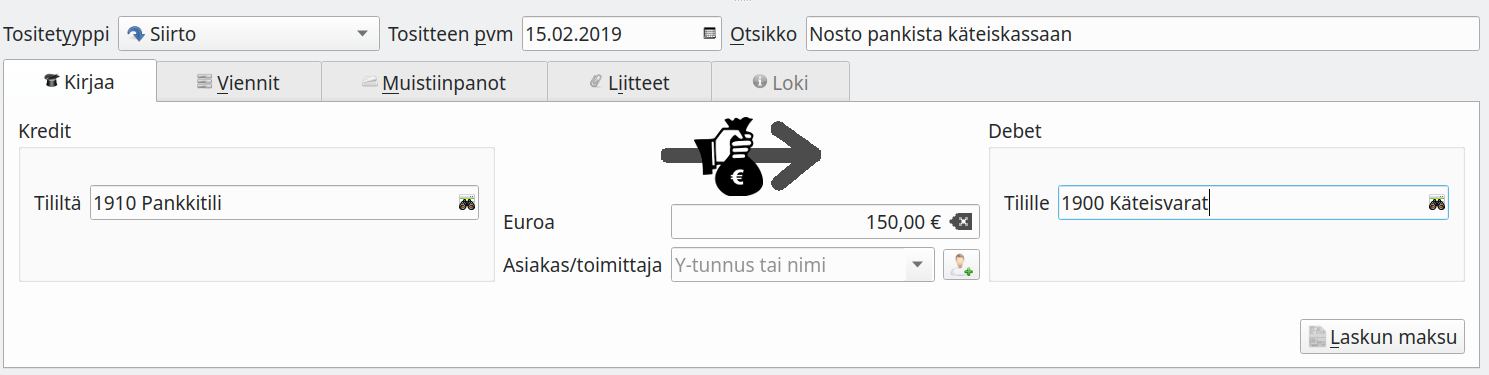 Tositetyyppi Siirto Tositteen pvm 15.02.2019 Otsikko Nosto pankista käteiskassaan
Kirjaa Viennit Muistiinpanot Liitteet Loki
Kredit Debet
Tililtä 1910 Pankkitili € Tilille 1900 Käteisvarat
Euroa 150,00 €
Asiakas/toimittaja Y-tunnus tai nimi
Laskun maksu